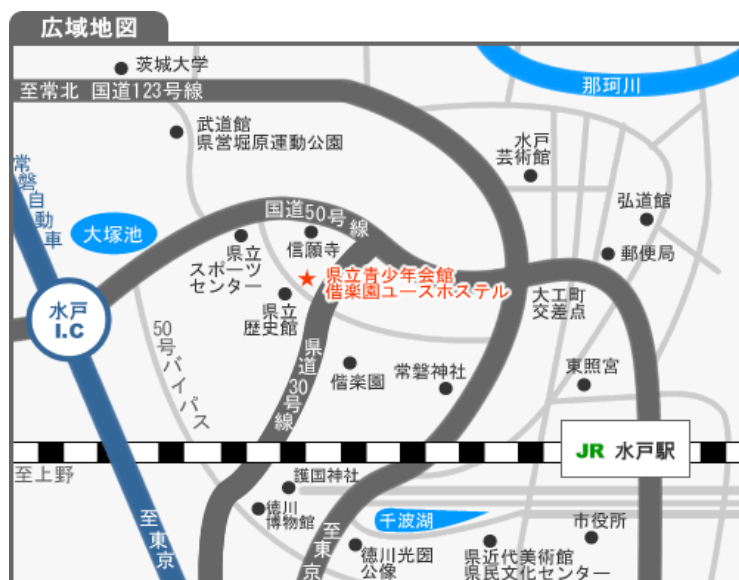 広域地図
茨城大学
至常北 国道123号線
那珂川
武道館
県営堀原運動公園
水戸
芸術館
常磐自動車
大塚池
国道50号線
弘道館
県立
スポーツ
センター
信願寺
郵便局
県立青少年会館
偕楽園ユースホステル
水戸
I.C
県立
歴史館
大工町
交差点
50号バイパス
県道30号線
偕楽園
常磐神社
東照宮
JR 水戸駅
至上野
護国神社
徳川
博物館
千波湖
市役所
至東京
至東京
徳川光圀
公像
県近代美術館
県民文化センター